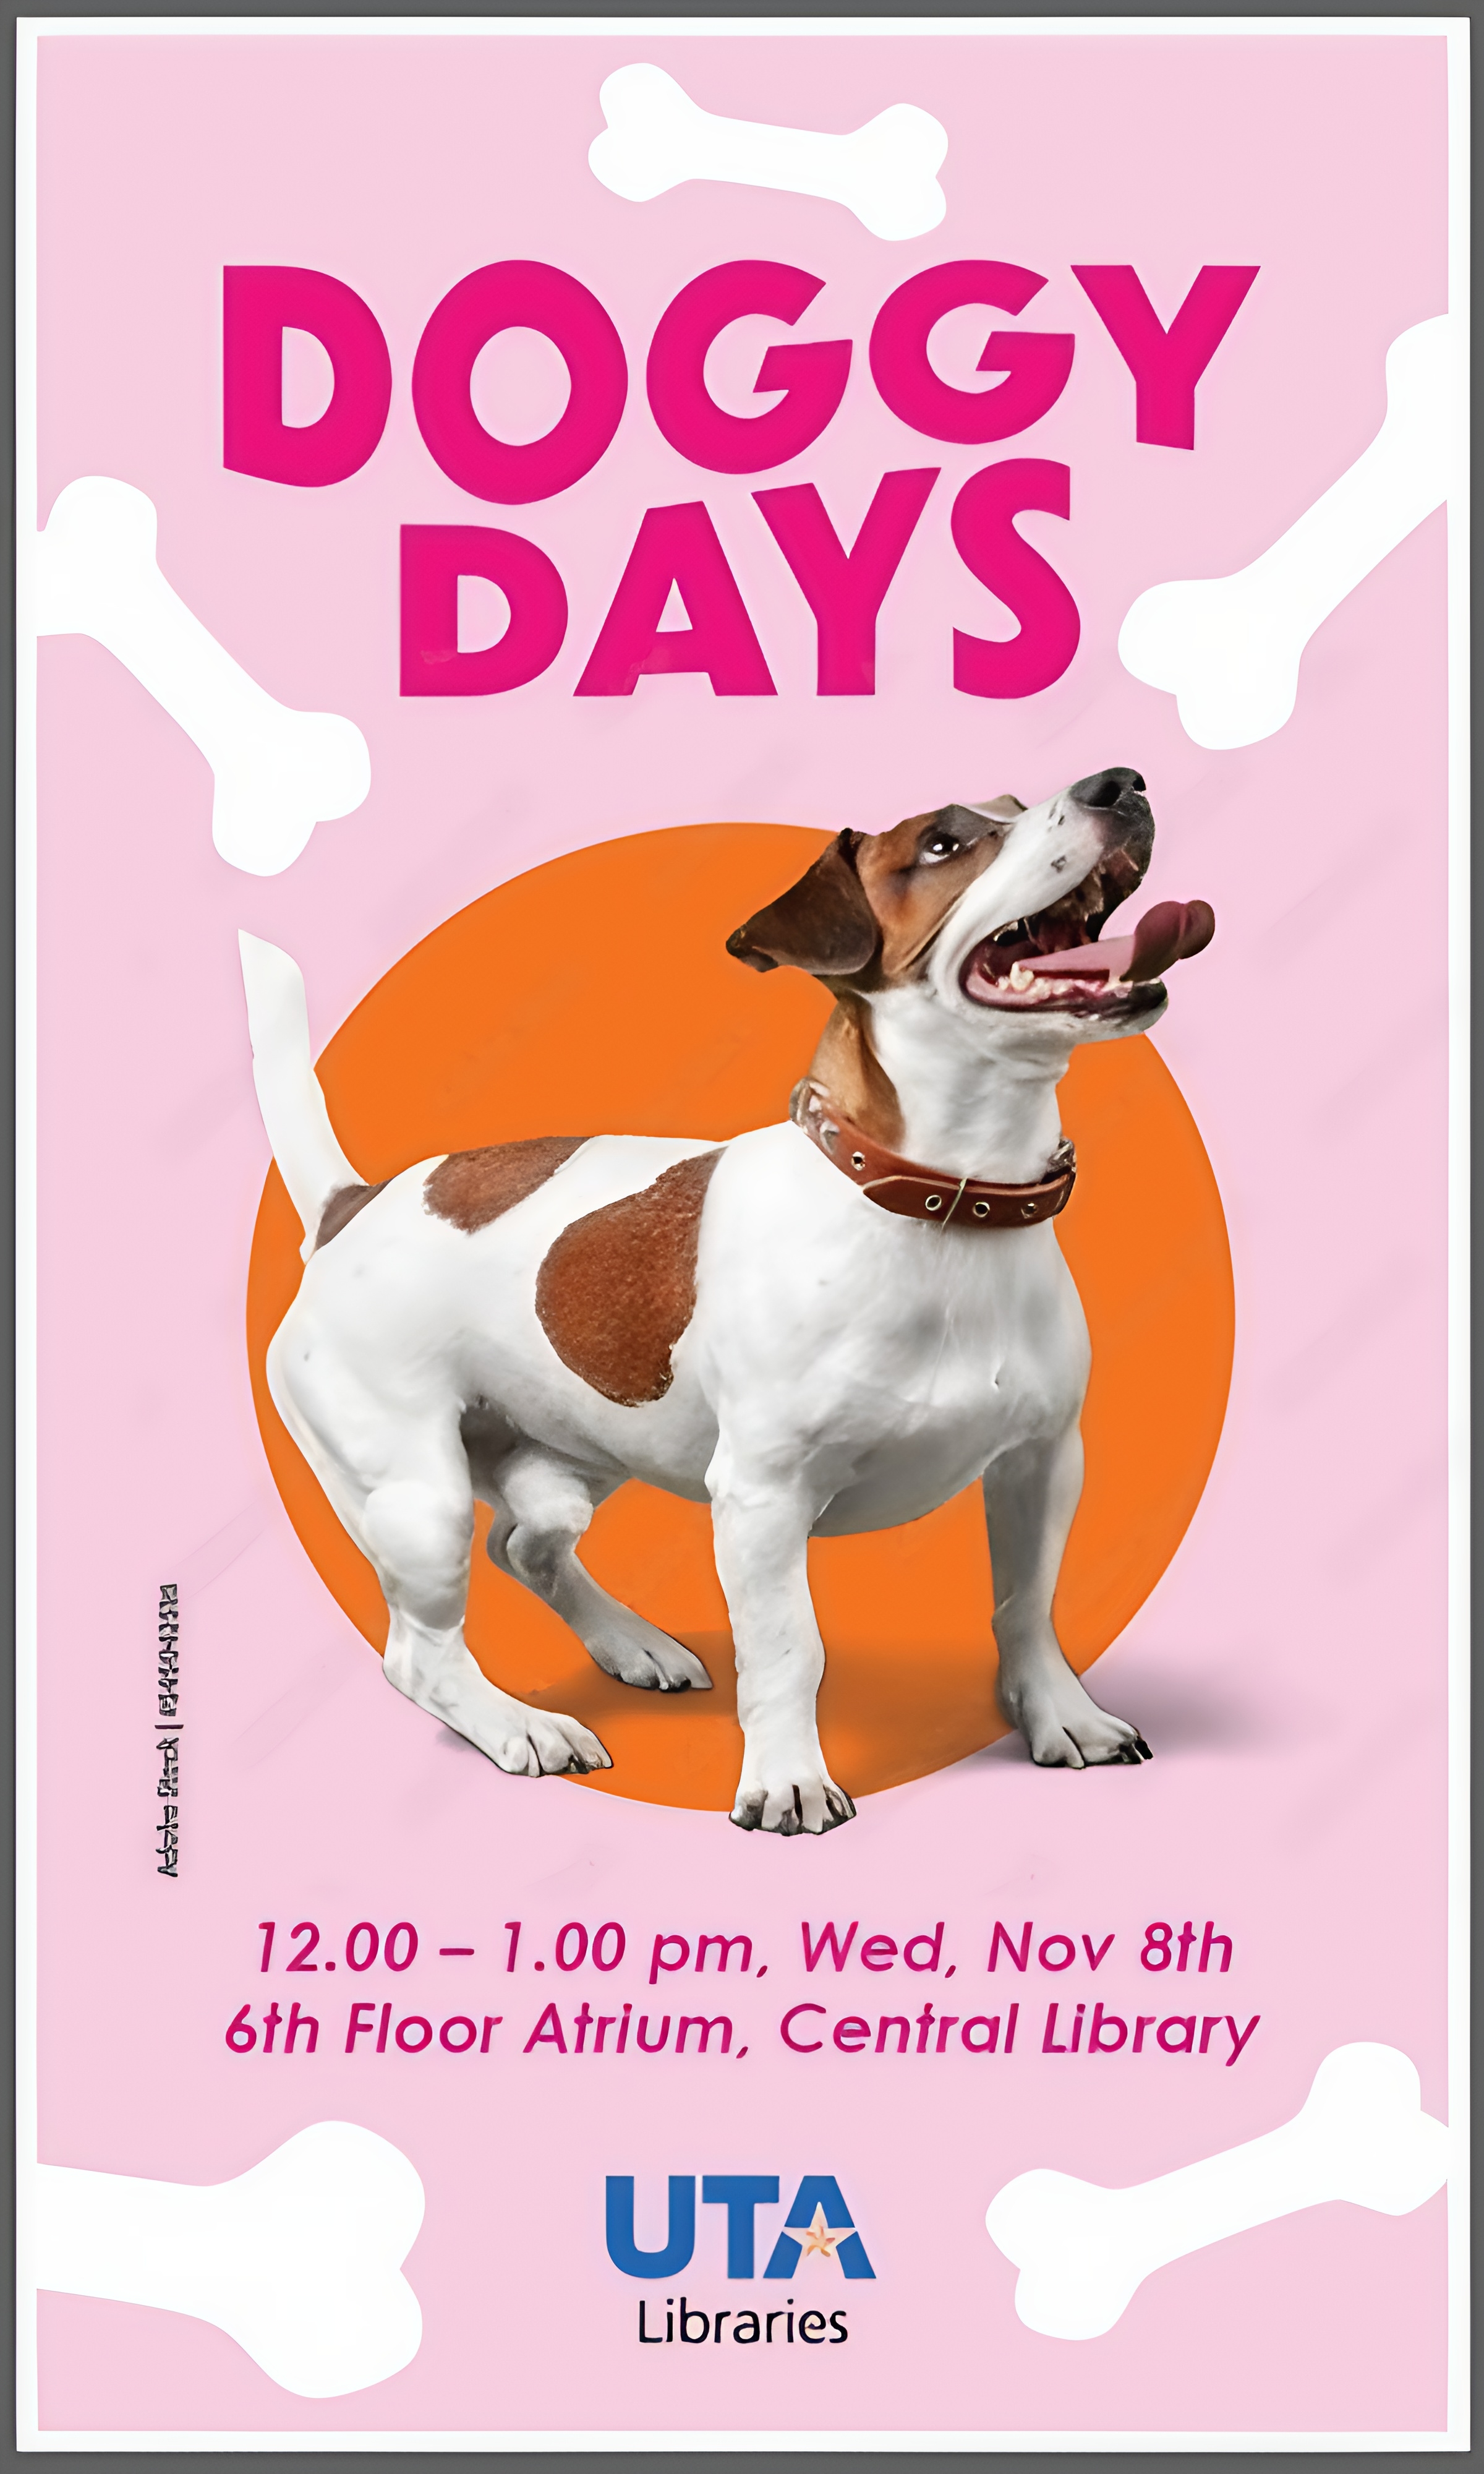 DOGGY
DAYS
12.00 – 1.00 pm, Wed, Nov 8th
6th Floor Atrium, Central Library
UTA
Libraries